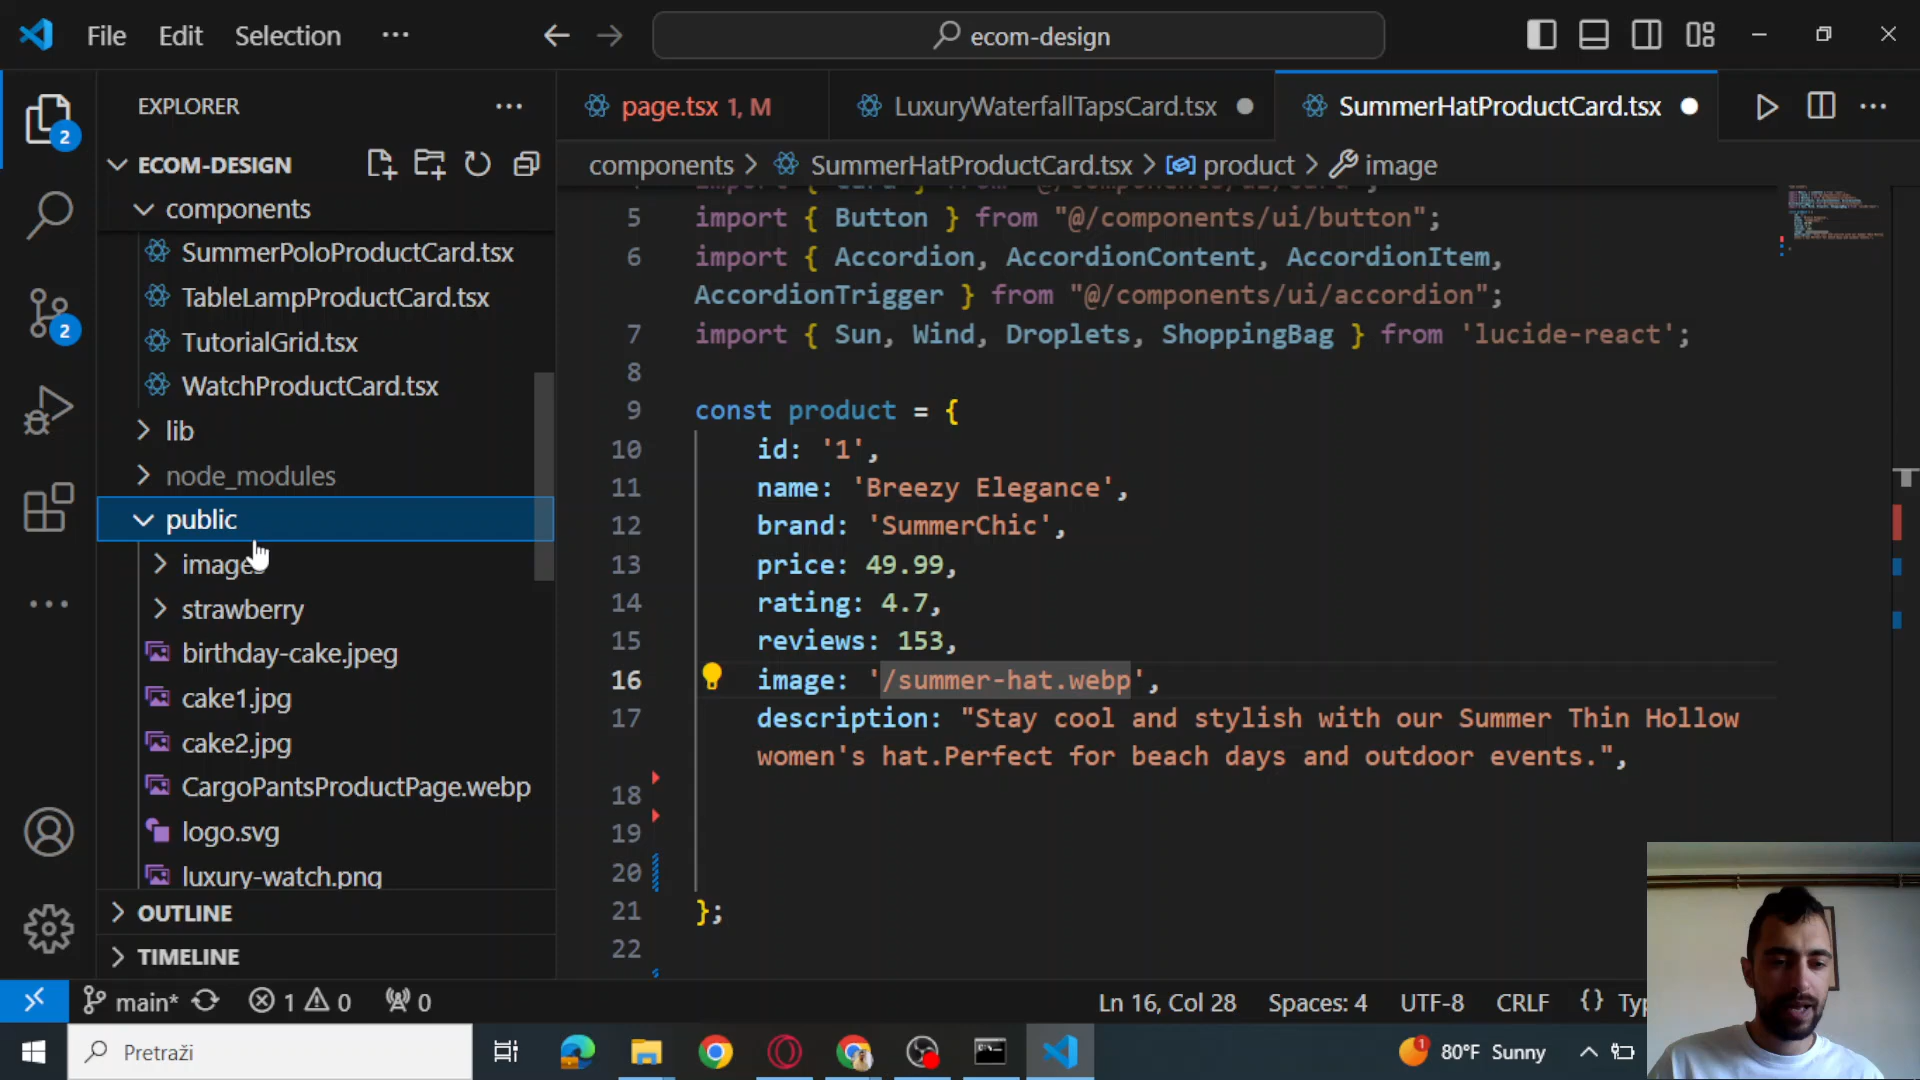 File Edit Selection ···
ecom-design
EXPLORER
page.tsx 1, M
LuxuryWaterfallTapsCard.tsx
SummerHatProductCard.tsx
ECOM-DESIGN
components > SummerHatProductCard.tsx > product > image
components
SummerPoloProductCard.tsx
TableLampProductCard.tsx
TutorialGrid.tsx
WatchProductCard.tsx
lib
node_modules
public
images
strawberry
birthday-cake.jpeg
cake1.jpg
cake2.jpg
CargoPantsProductPage.webp
logo.svg
luxury-watch.png
OUTLINE
TIMELINE
5 import { Button } from "@/components/ui/button";
6 import { Accordion, AccordionContent, AccordionItem,
AccordionTrigger } from "@/components/ui/accordion";
7 import { Sun, Wind, Droplets, ShoppingBag } from 'lucide-react';
8
9 const product = {
10 id: '1',
11 name: 'Breezy Elegance',
12 brand: 'SummerChic',
13 price: 49.99,
14 rating: 4.7,
15 reviews: 153,
16 image: '/summer-hat.webp',
17 description: "Stay cool and stylish with our Summer Thin Hollow
women's hat.Perfect for beach days and outdoor events.",
18
19
20
21 };
22
2
2
main* 1 0 0
Ln 16, Col 28 Spaces: 4 UTF-8 CRLF {} Typ
Pretraži
1
80°F Sunny